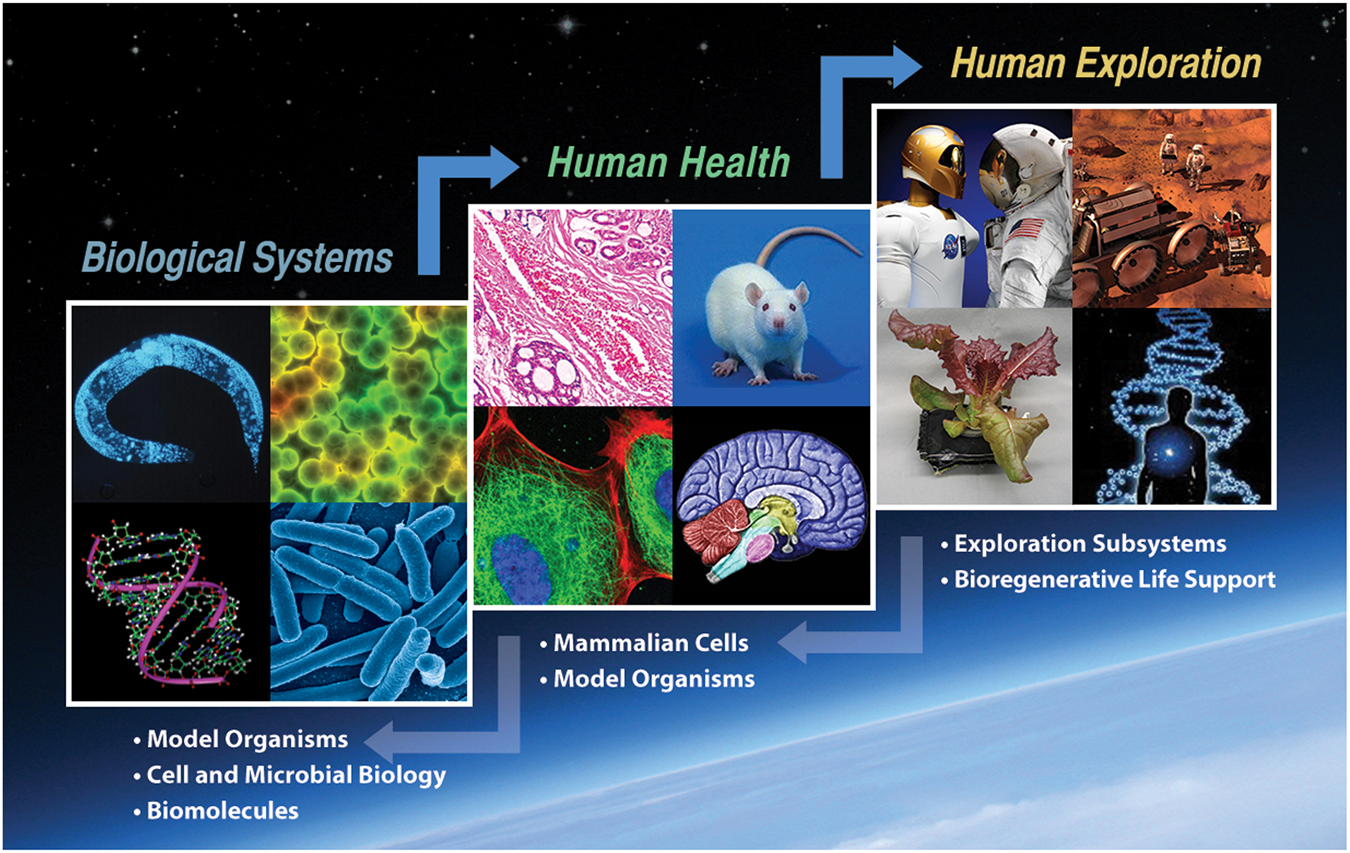 Human Exploration
Human Health
Biological Systems
• Exploration Subsystems
• Bioregenerative Life Support
• Mammalian Cells
• Model Organisms
• Model Organisms
• Cell and Microbial Biology
• Biomolecules